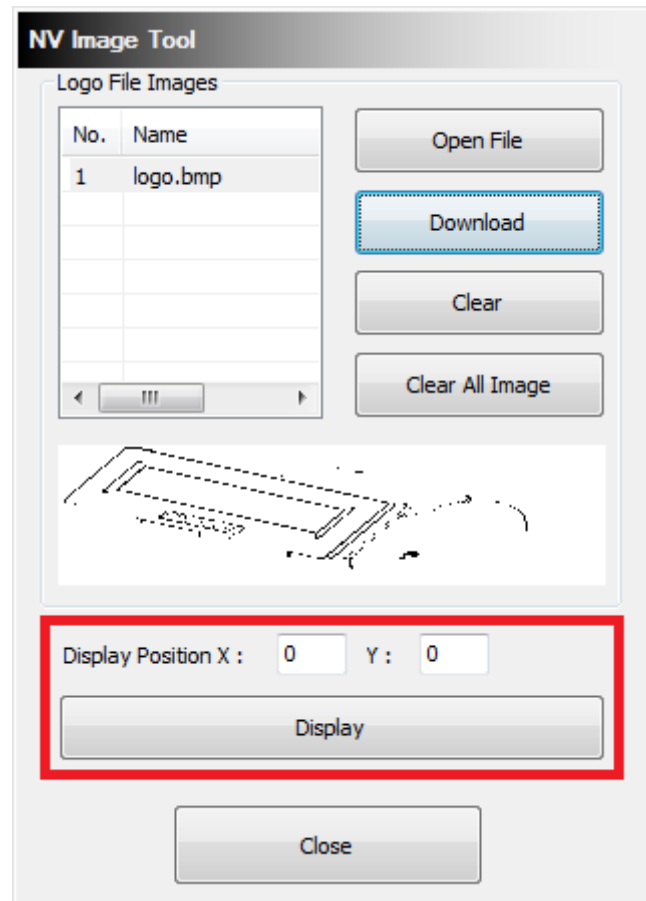 NV Image Tool
Logo File Images
No. Name
1 logo.bmp
Open File
Download
Clear
Clear All Image
Display Position X : 0 Y : 0
Display
Close